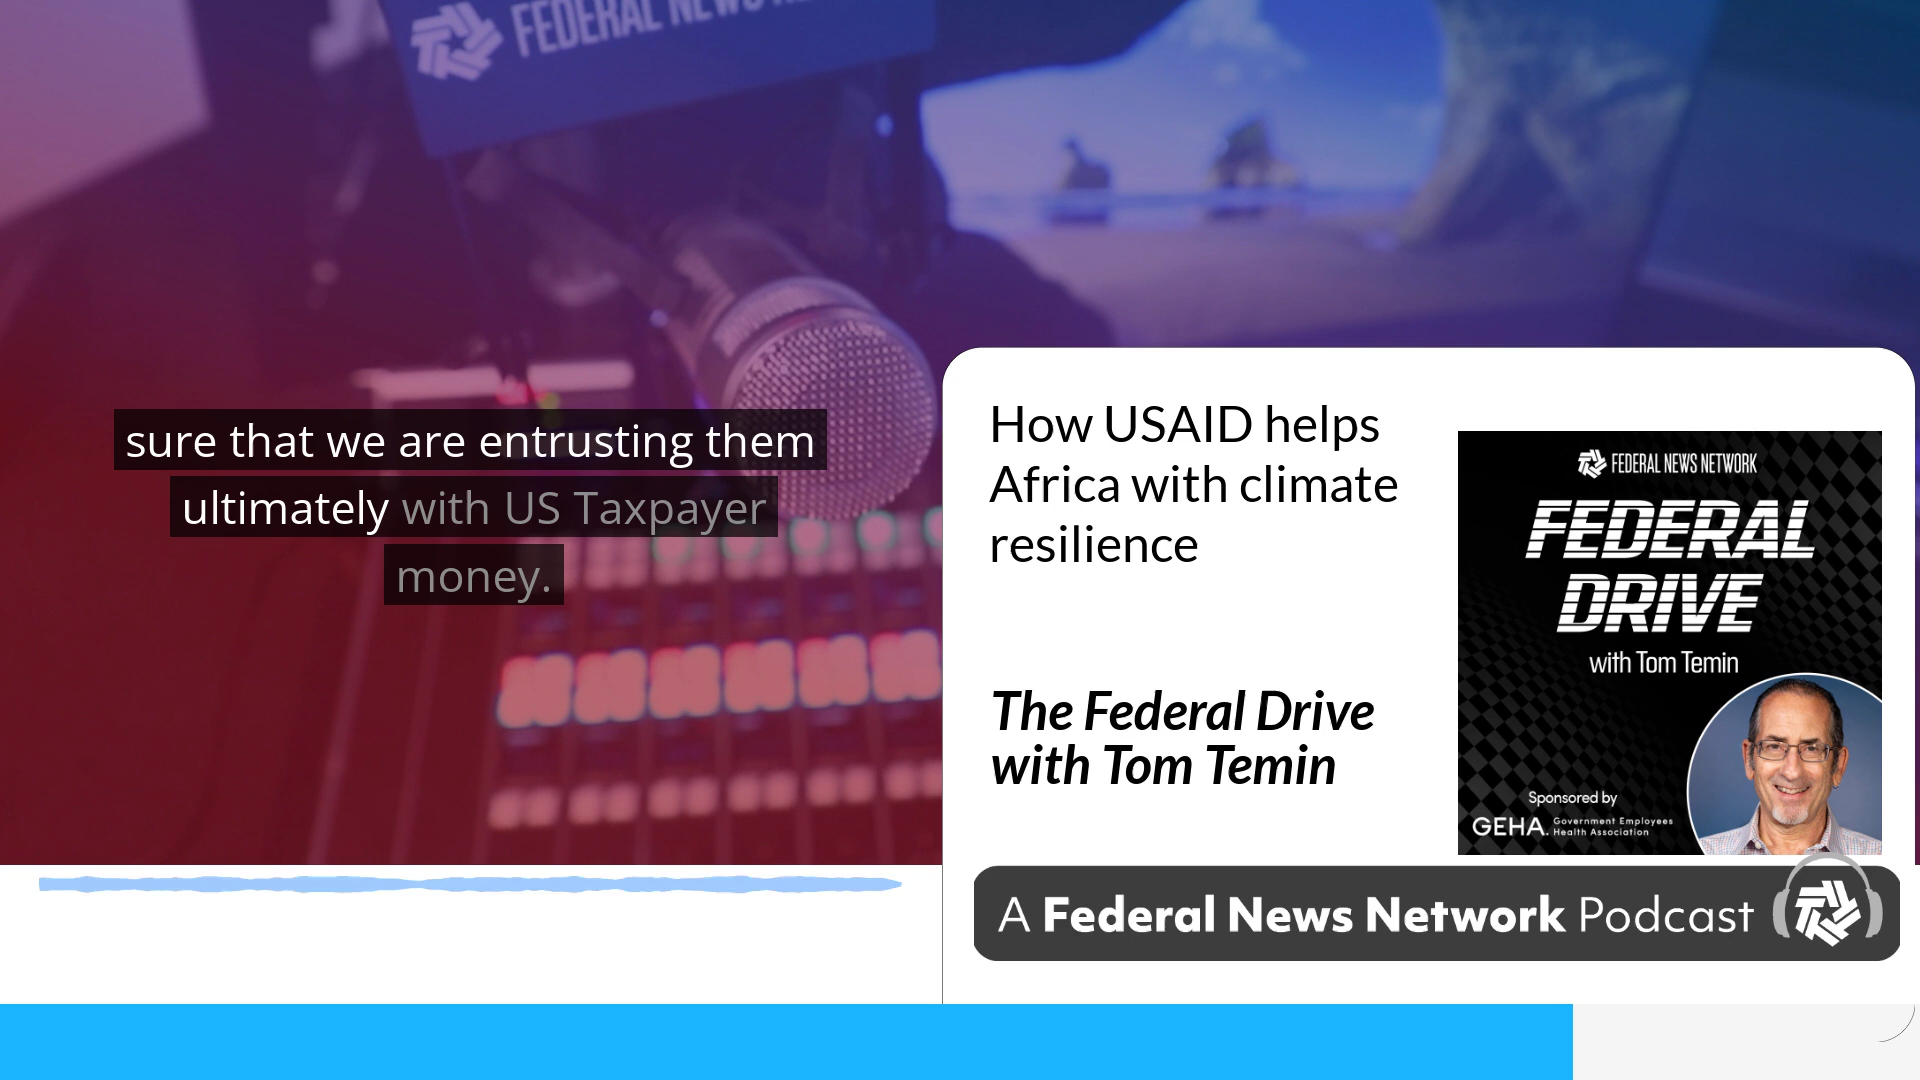 FEDERAL NEWS
sure that we are entrusting them
ultimately with US Taxpayer
money.
How USAID helps
Africa with climate
resilience
The Federal Drive
with Tom Temin
FEDERAL NEWS NETWORK
FEDERAL
DRIVE
with Tom Temin
Sponsored by
GEHA. Government Employees
Health Association
A Federal News Network Podcast